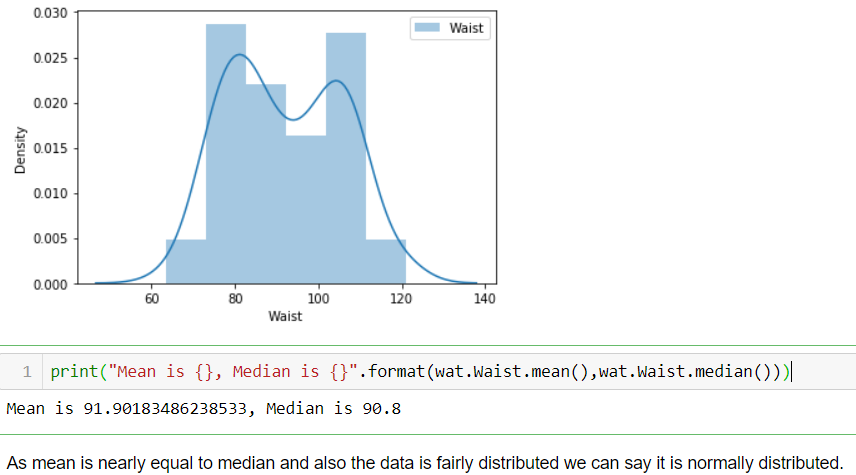 0.030
Waist
0.025
0.020
0.015
Density
0.010
0.005
0.000
60 80 100 120 140
Waist
1 print("Mean is {}, Median is {}".format(wat.Waist.mean(),wat.Waist.median()))
Mean is 91.90183486238533, Median is 90.8
As mean is nearly equal to median and also the data is fairly distributed we can say it is normally distributed.